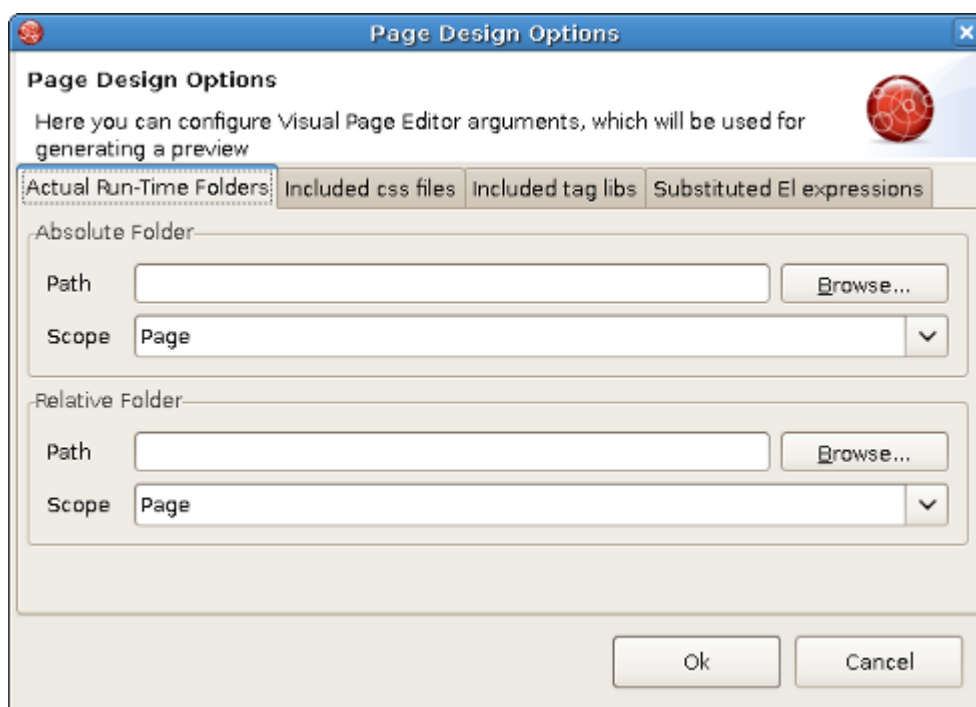 Page Design Options
Page Design Options
Here you can configure Visual Page Editor arguments, which will be used for
generating a preview
Actual Run-Time Folders Included css files Included tag libs Substituted El expressions
Absolute Folder
Path Browse...
Scope Page
Relative Folder
Path Browse...
Scope Page
Ok Cancel